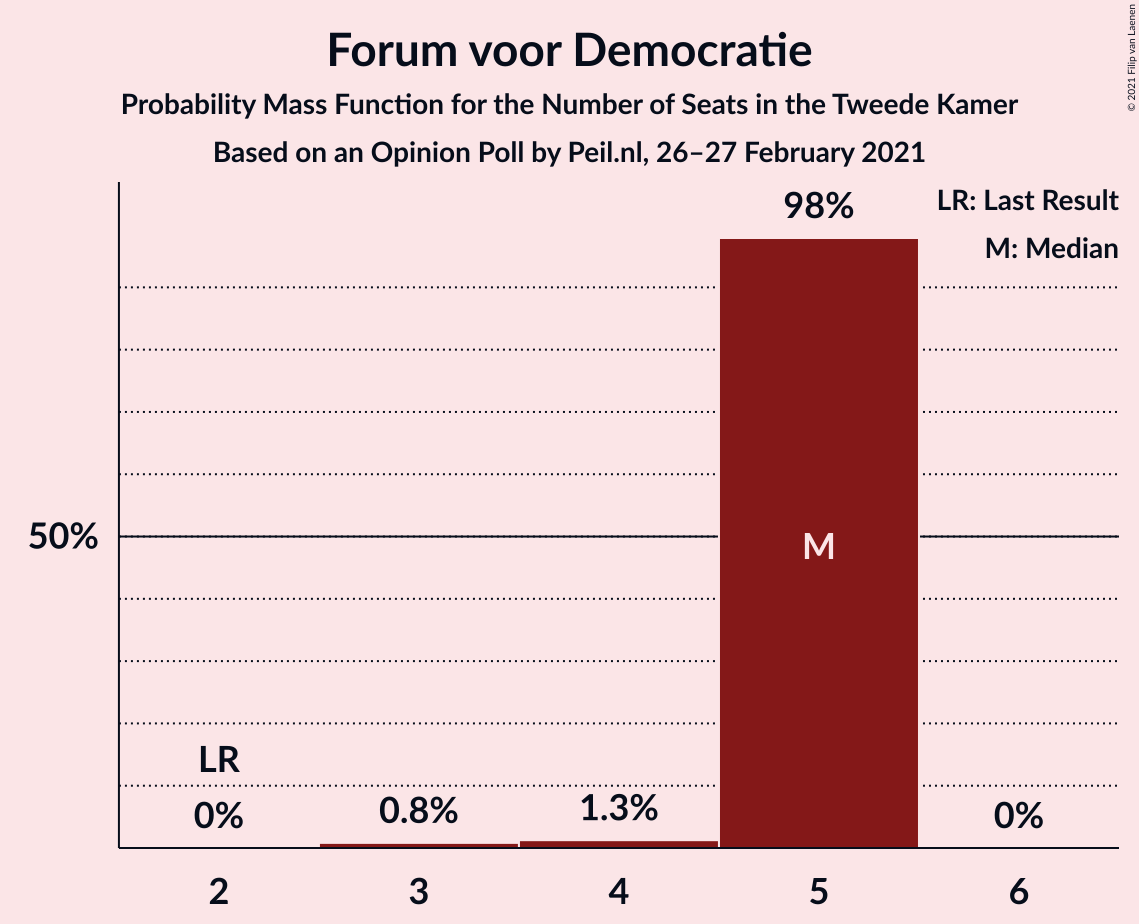 Forum voor Democratie
Probability Mass Function for the Number of Seats in the Tweede Kamer
Based on an Opinion Poll by Peil.nl, 26–27 February 2021
© 2021 Filip van Laenen
98%
LR: Last Result
M: Median
50%
M
LR
0%
0.8%
1.3%
0%
2 3 4 5 6